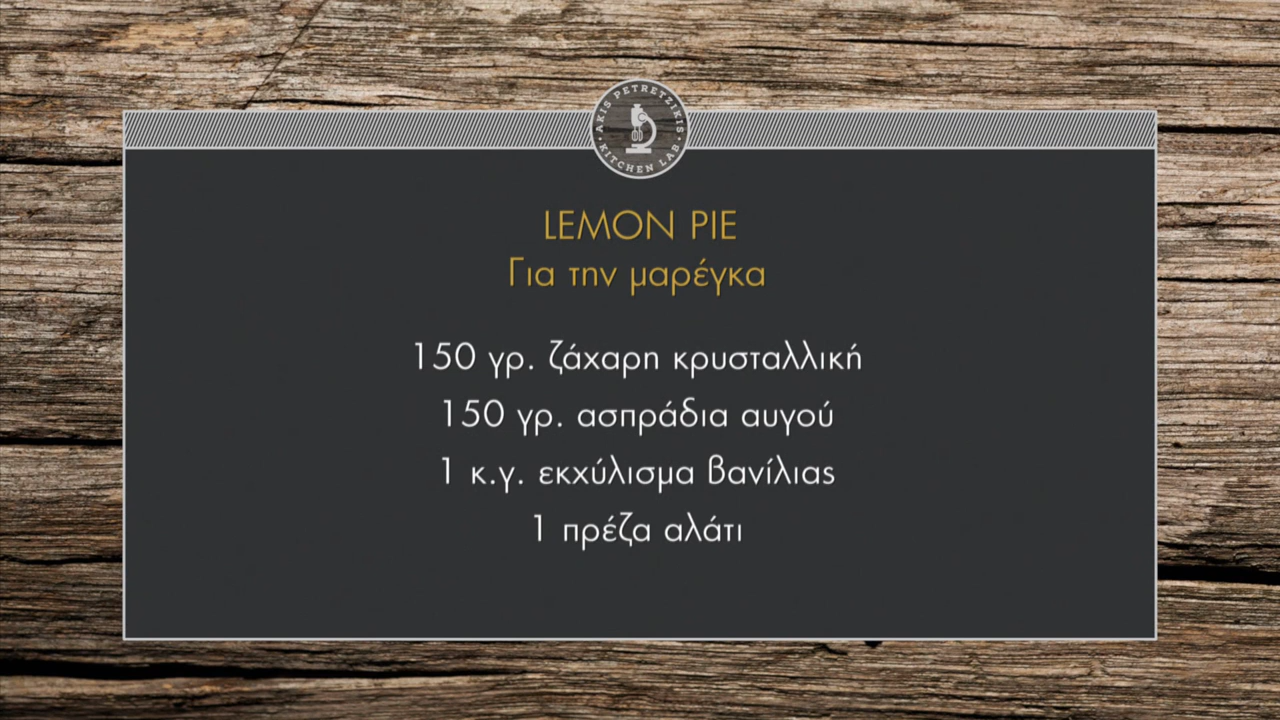 AKIS PETRETZIKIS
KITCHEN LAB
LEMON PIE
Για την μαρέγκα
150 γρ. ζάχαρη κρυσταλλική
150 γρ. ασπράδια αυγού
1 κ.γ. εκχύλισμα βανίλιας
1 πρέζα αλάτι